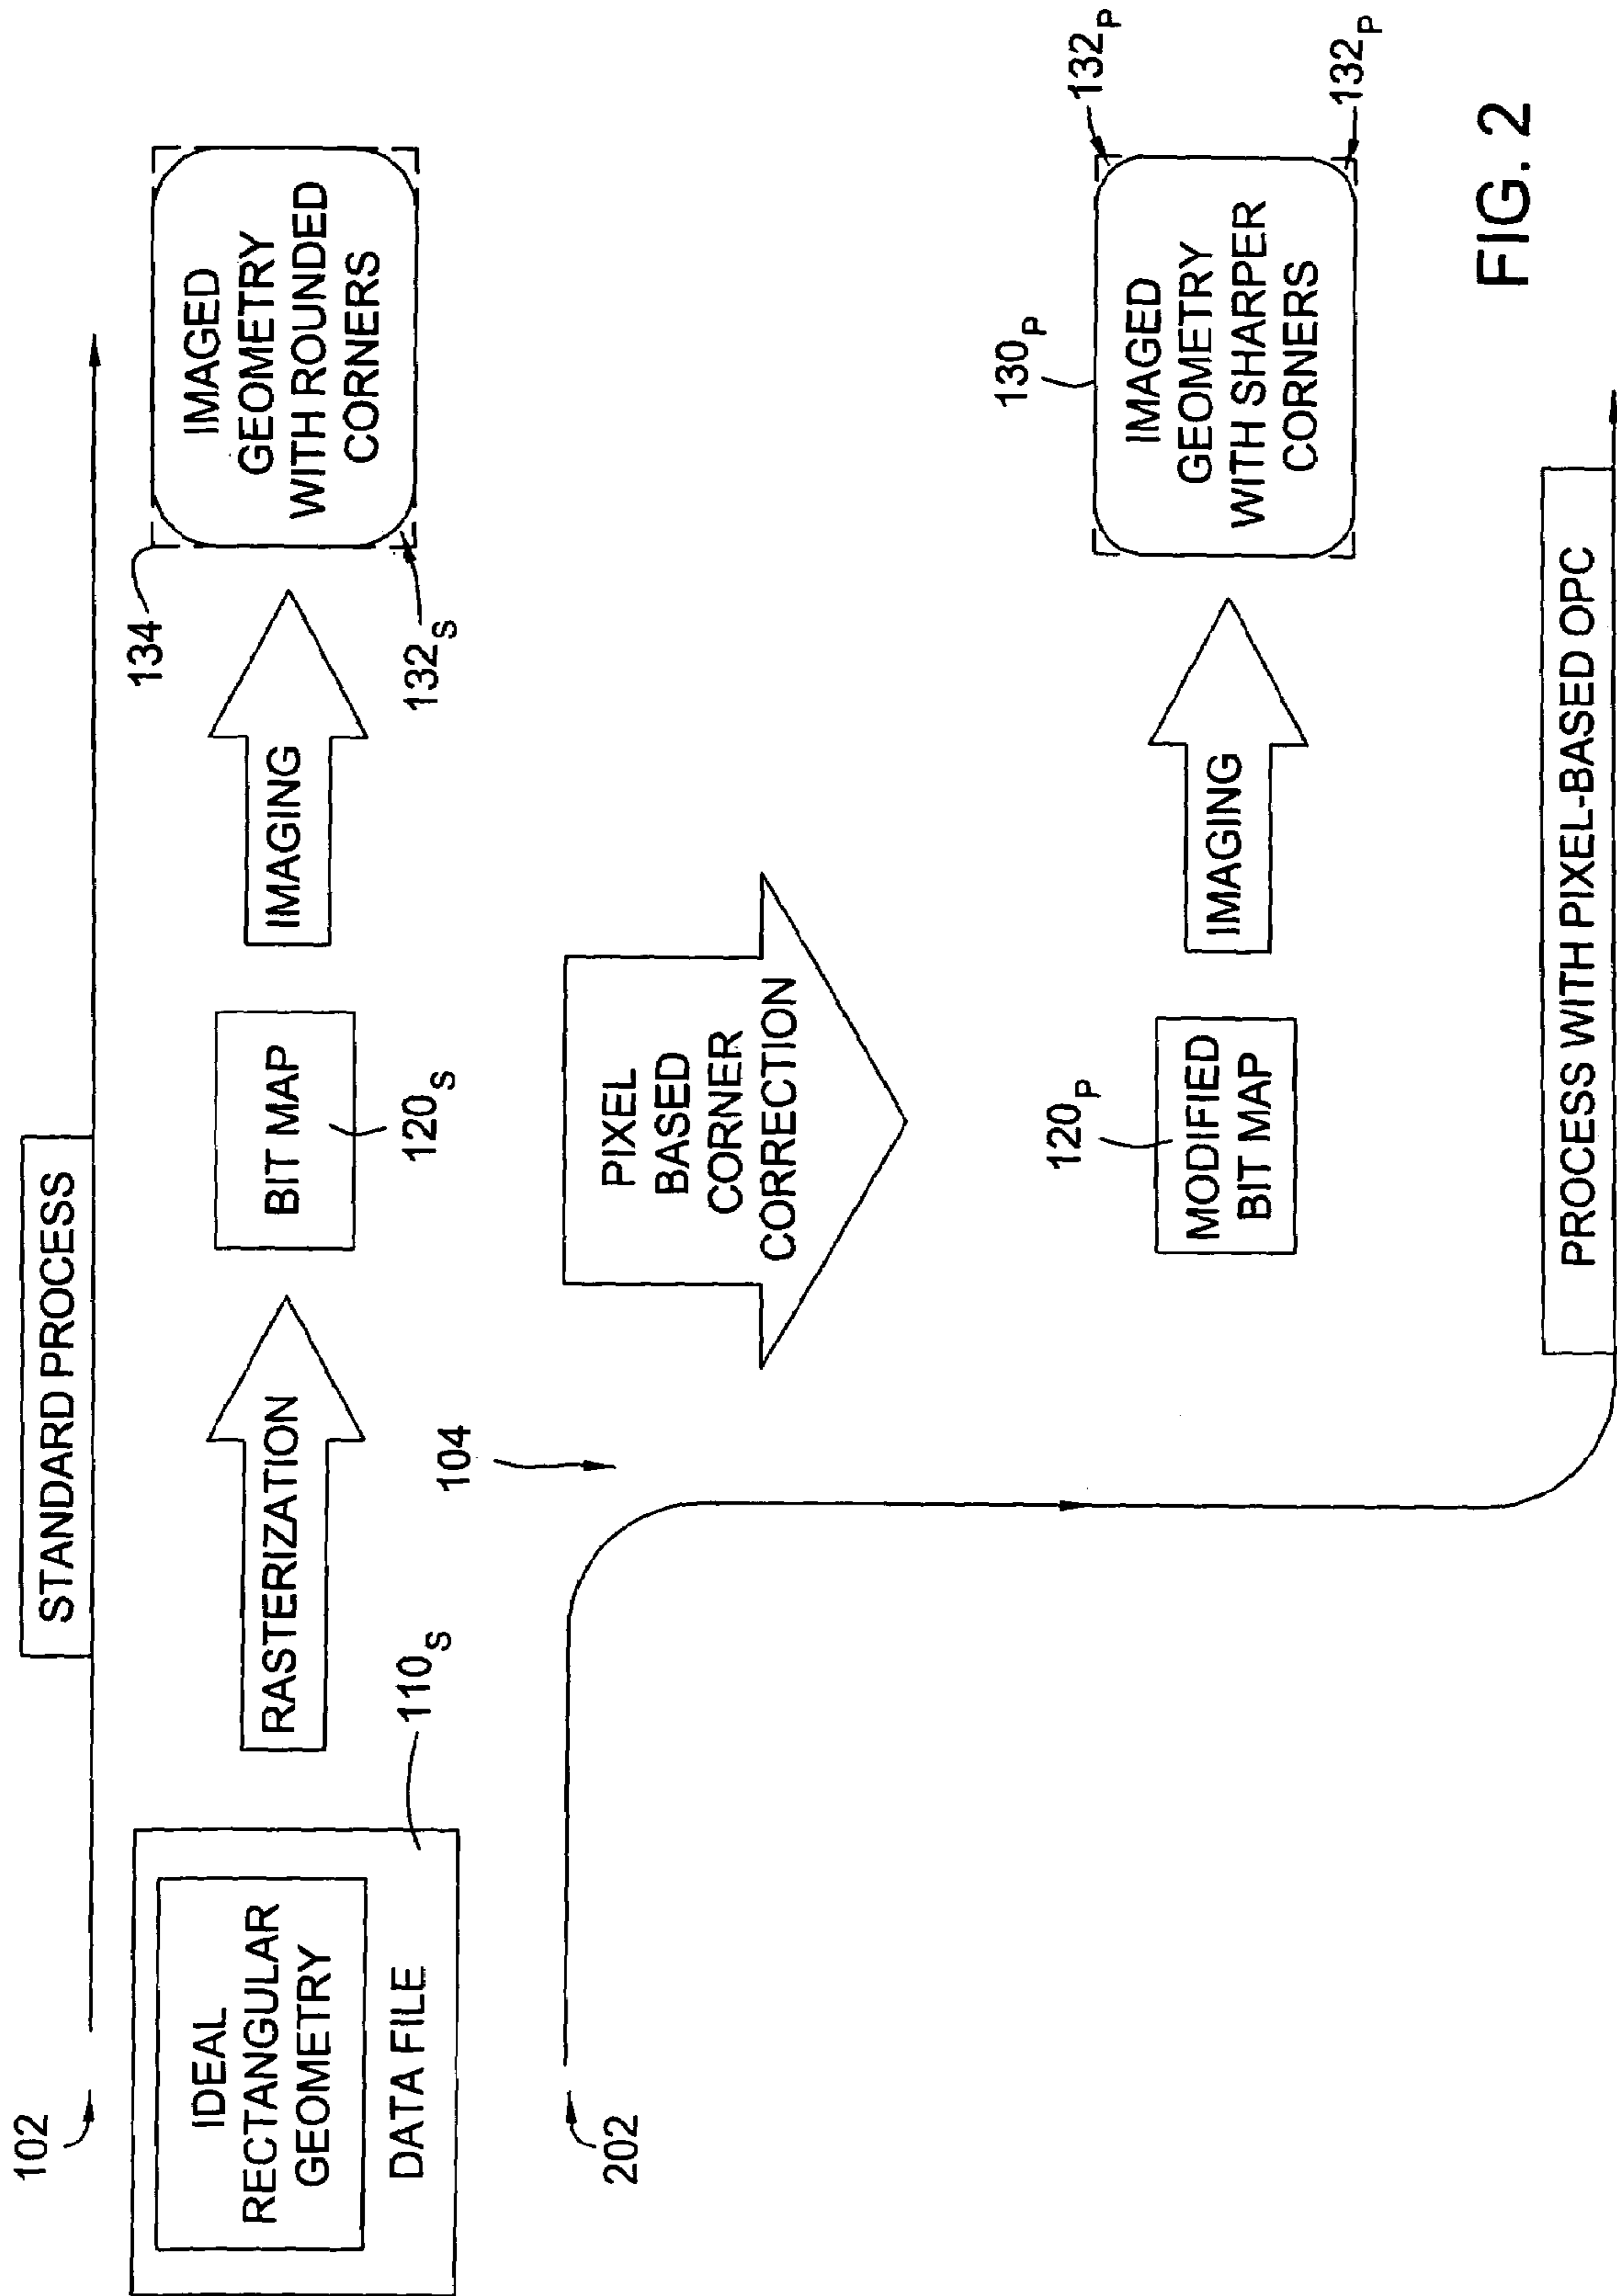 102
STANDARD PROCESS
IDEAL
RECTANGULAR
GEOMETRY
DATA FILE
110S
RASTERIZATION
BIT MAP
120S
IMAGING
134
IMAGED
GEOMETRY
WITH ROUNDED
CORNERS
132S
202
104
PIXEL
BASED
CORNER
CORRECTION
120P
MODIFIED
BIT MAP
IMAGING
130P
IMAGED
GEOMETRY
WITH SHARPER
CORNERS
132P
132P
PROCESS WITH PIXEL-BASED OPC
FIG. 2